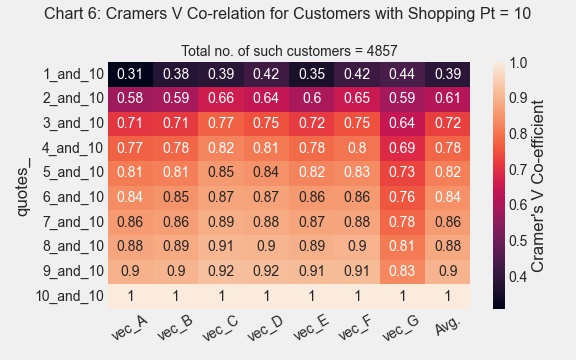 Chart 6: Cramers V Co-relation for Customers with Shopping Pt = 10
Total no. of such customers = 4857
1_and_10 0.31 0.38 0.39 0.42 0.35 0.42 0.44 0.39
2_and_10 0.58 0.59 0.66 0.64 0.6 0.65 0.59 0.61
3_and_10 0.71 0.71 0.77 0.75 0.72 0.75 0.64 0.72
4_and_10 0.77 0.78 0.82 0.81 0.78 0.8 0.69 0.78
5_and_10 0.81 0.81 0.85 0.84 0.82 0.83 0.73 0.82
6_and_10 0.84 0.85 0.87 0.87 0.86 0.86 0.76 0.84
7_and_10 0.86 0.86 0.89 0.88 0.87 0.88 0.78 0.86
8_and_10 0.88 0.89 0.91 0.9 0.89 0.9 0.81 0.88
9_and_10 0.9 0.9 0.92 0.92 0.91 0.91 0.83 0.9
10_and_10 1 1 1 1 1 1 1 1
vec_A vec_B vec_C vec_D vec_E vec_F vec_G Avg.
quotes_
1.0
0.9
0.8
0.7
0.6
0.5
0.4
Cramer's V Co-efficient